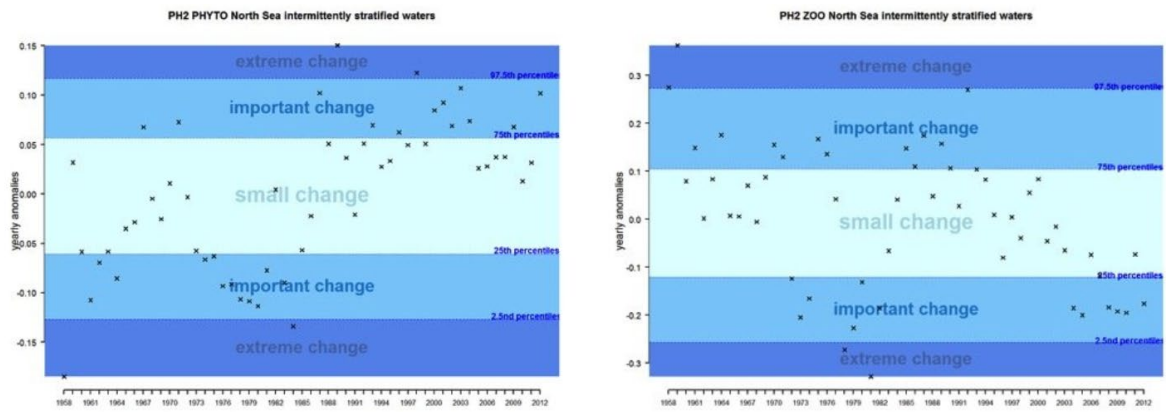 PH2 PHYTO North Sea intermittently stratified waters
0.15
0.10
0.05
0.00
-0.05
-0.10
-0.15
yearly anomalies
extreme change
97.5th percentiles
important change
75th percentiles
small change
25th percentiles
important change
2.5nd percentiles
extreme change
1958 1961 1964 1967 1970 1973 1976 1979 1982 1985 1988 1991 1994 1997 2000 2003 2006 2009 2012
PH2 ZOO North Sea intermittently stratified waters
0.3
0.2
0.1
0.0
-0.1
-0.2
-0.3
yearly anomalies
extreme change
97.5th percentiles
important change
75th percentiles
small change
25th percentiles
important change
2.5nd percentiles
extreme change
1958 1961 1964 1967 1970 1973 1976 1979 1982 1985 1988 1991 1994 1997 2000 2003 2006 2009 2012